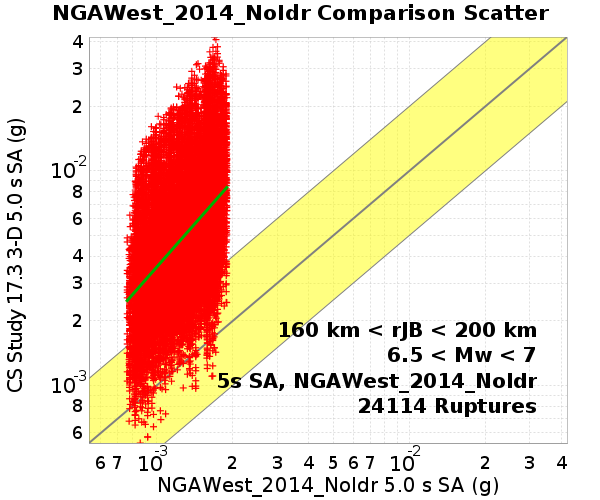 NGAWest_2014_NoIdr Comparison Scatter
CS Study 17.3 3-D 5.0 s SA (g)
4
3
2
10-2
8
6
4
3
2
10-3
8
6
160 km < rJB < 200 km
6.5 < Mw < 7
5s SA, NGAWest_2014_NoIdr
24114 Ruptures
6 7 10-3 2 3 4 5 6 7 10-2 2 3 4
NGAWest_2014_NoIdr 5.0 s SA (g)